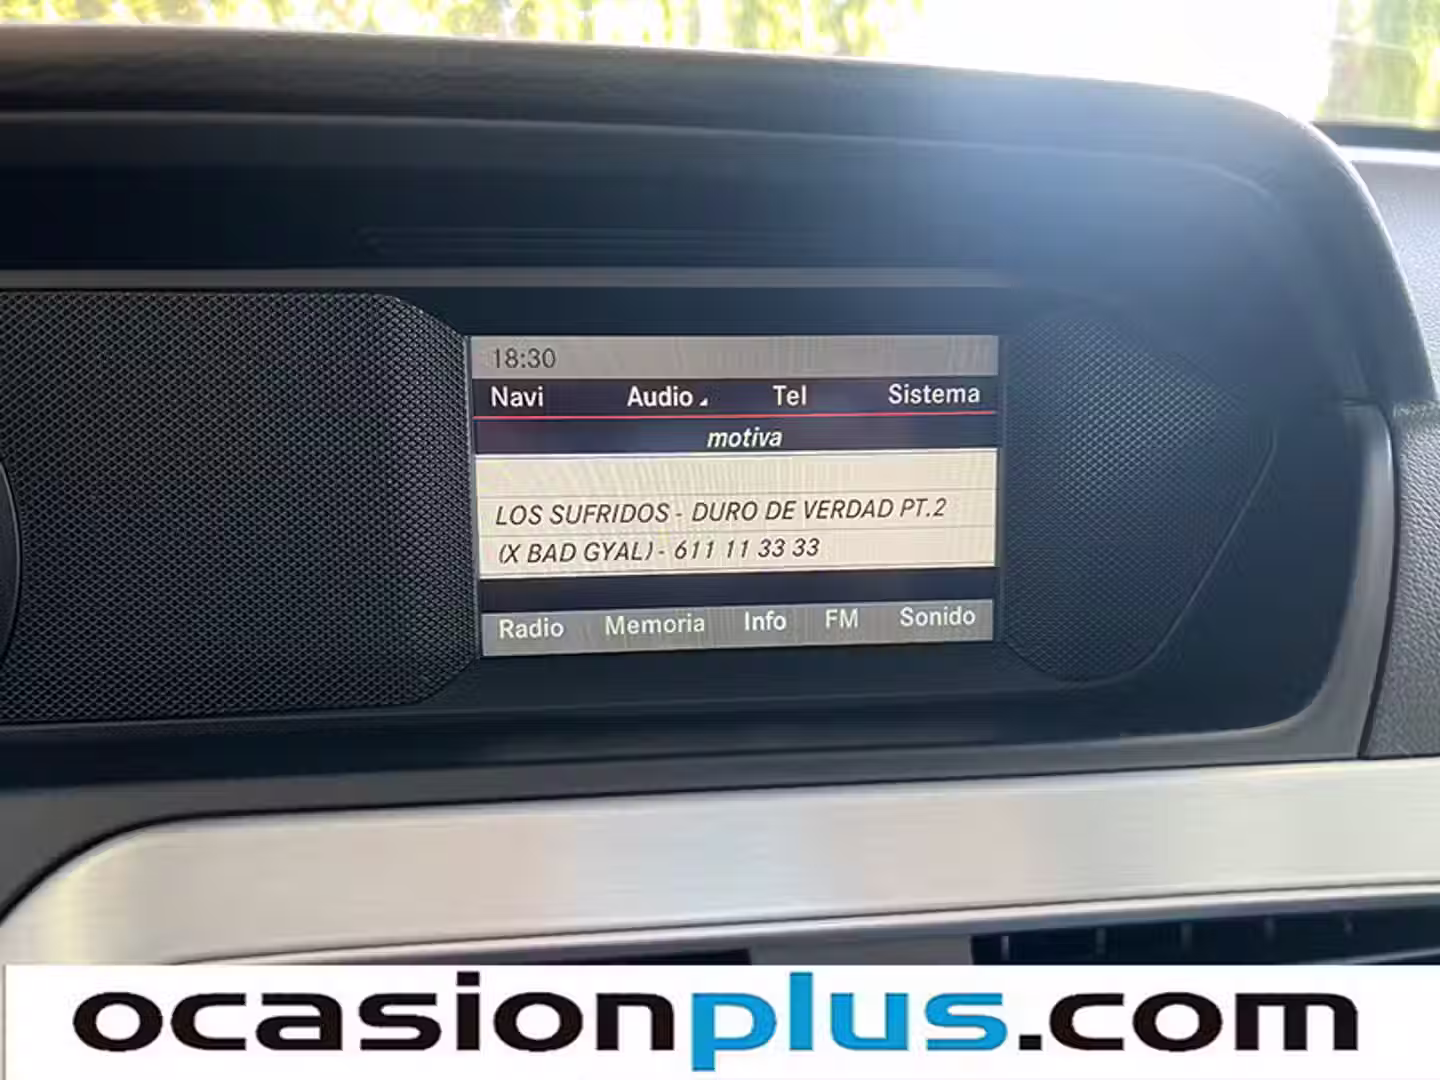 18:30
Navi Audio Tel Sistema
motiva
LOS SUFRIDOS - DURO DE VERDAD PT.2
(X BAD GYAL) - 611 11 33 33
Radio Memoria Info FM Sonido
ocasionplus.com